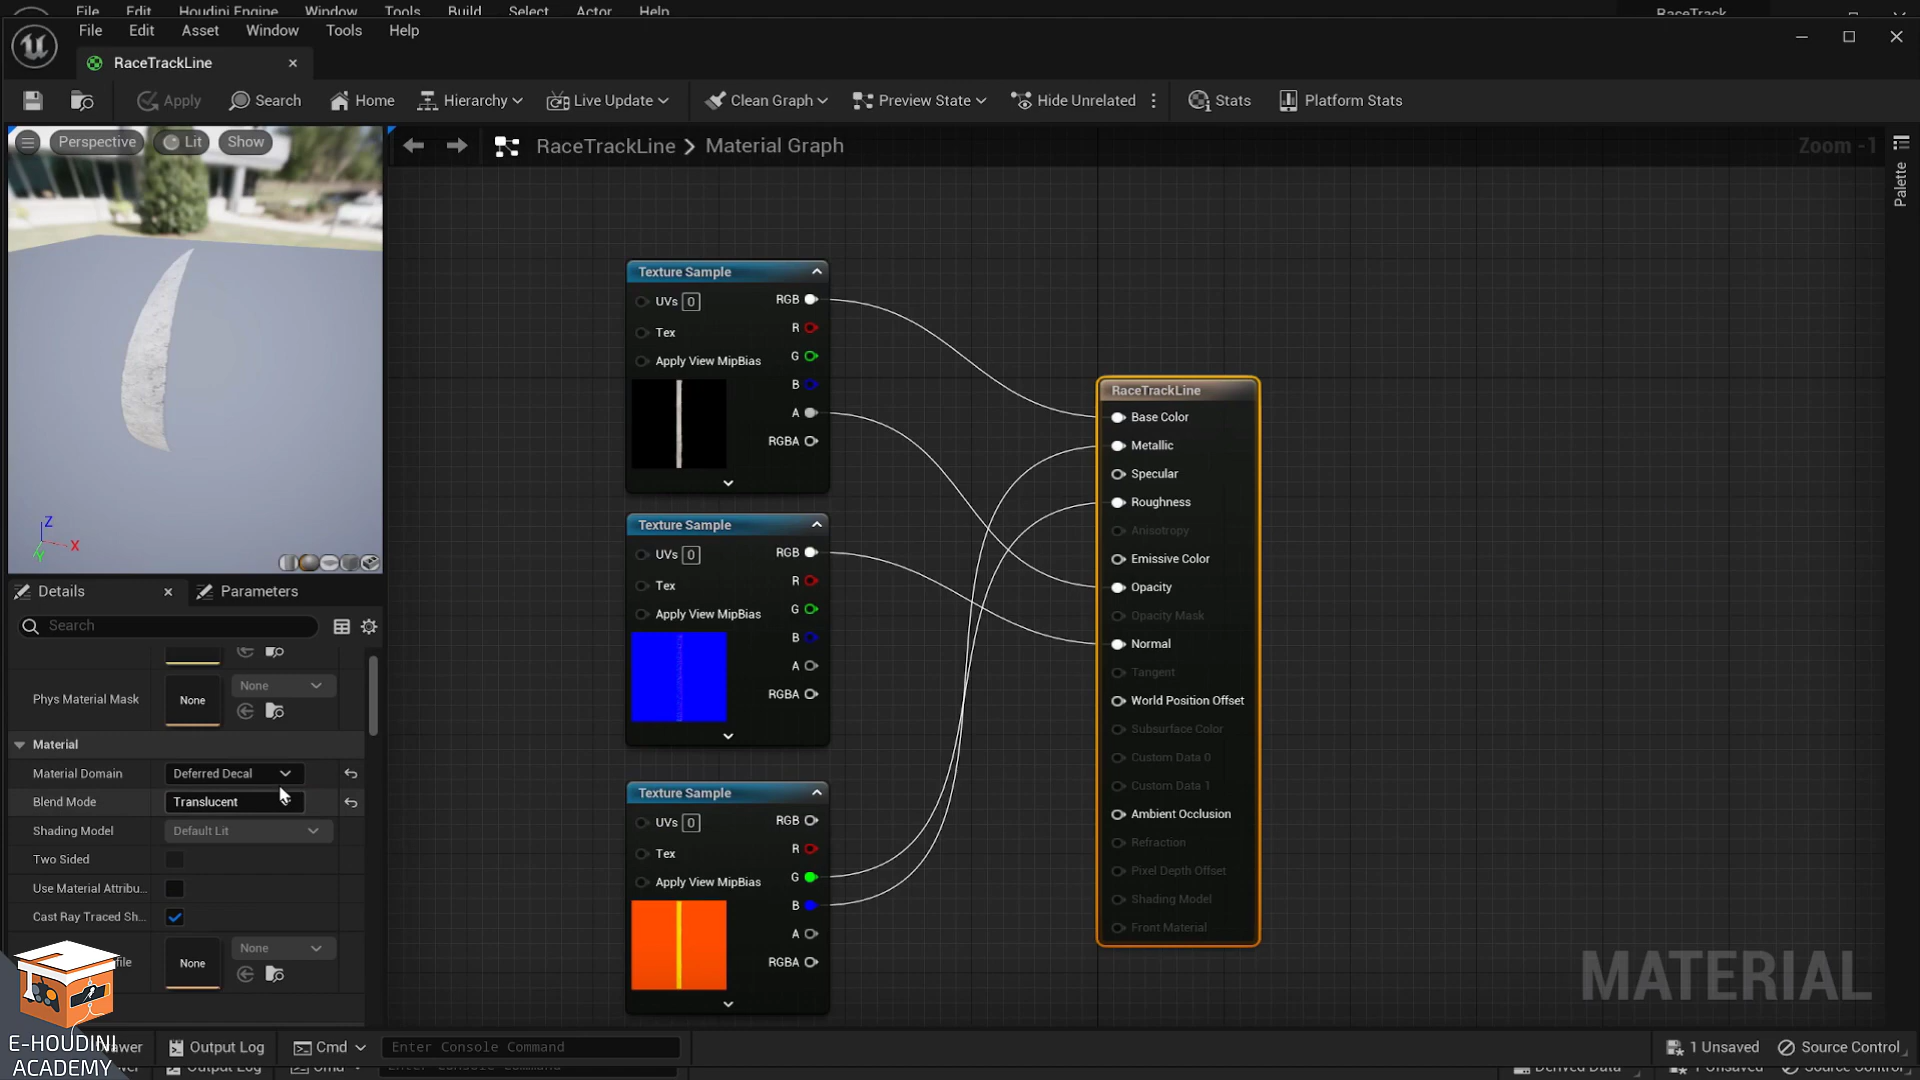 File Edit Houdini Engine Window Tools Build Select Actor Help RaceTrack
File Edit Asset Window Tools Help
RaceTrackLine
Apply Search Home Hierarchy Live Update Clean Graph Preview State Hide Unrelated Stats Platform Stats
Perspective Lit Show
RaceTrackLine > Material Graph
Zoom -1
Palette
Texture Sample
UVs 0 RGB
R
Tex
Apply View MipBias G
B
A
RGBA
Texture Sample
UVs 0 RGB
R
Tex
Apply View MipBias G
B
A
RGBA
Texture Sample
UVs 0 RGB
R
Tex
Apply View MipBias G
B
A
RGBA
RaceTrackLine
Base Color
Metallic
Specular
Roughness
Anisotropy
Emissive Color
Opacity
Opacity Mask
Normal
Tangent
World Position Offset
Subsurface Color
Custom Data 0
Custom Data 1
Ambient Occlusion
Refraction
Pixel Depth Offset
Shading Model
Front Material
MATERIAL
Z
X
Y
Details Parameters
Search
Phys Material Mask None None
Material
Material Domain Deferred Decal
Blend Mode Translucent
Shading Model Default Lit
Two Sided
Use Material Attribu...
Cast Ray Traced Sh...
None None
E-HOUDINI
ACADEMY
Output Log Cmd Enter Console Command
1 Unsaved Source Control